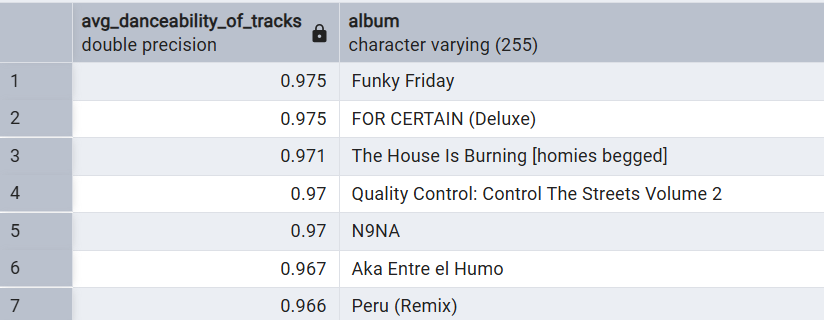 avg_danceability_of_tracks album
double precision character varying (255)
1 0.975 Funky Friday
2 0.975 FOR CERTAIN (Deluxe)
3 0.971 The House Is Burning [homies begged]
4 0.97 Quality Control: Control The Streets Volume 2
5 0.97 N9NA
6 0.967 Aka Entre el Humo
7 0.966 Peru (Remix)